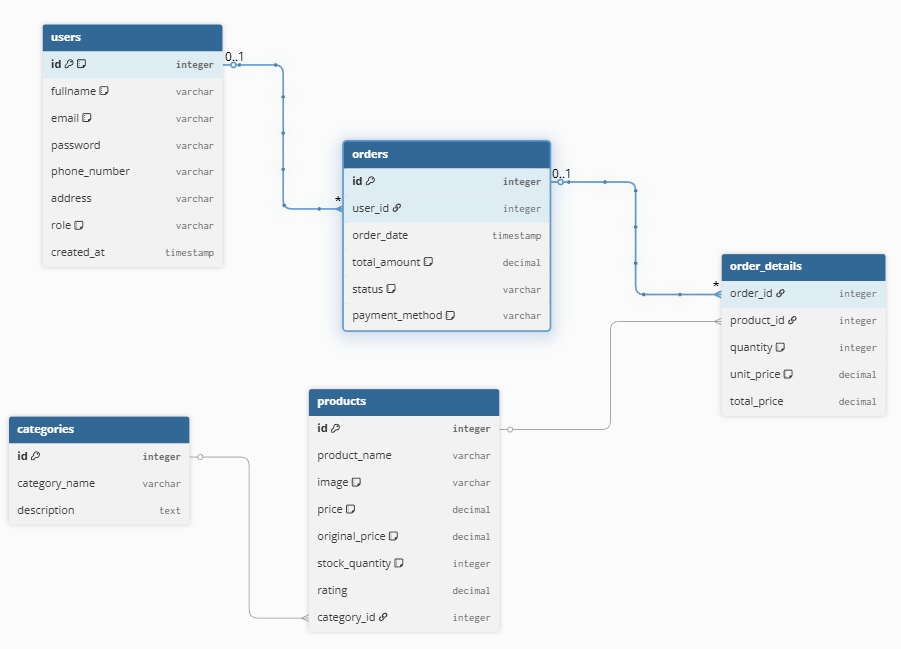 users
id integer
fullname varchar
email varchar
password varchar
phone_number varchar
address varchar
role varchar
created_at timestamp
0..1
*
orders
id integer
user_id integer
order_date timestamp
total_amount decimal
status varchar
payment_method varchar
0..1
*
order_details
order_id integer
product_id integer
quantity integer
unit_price decimal
total_price decimal
categories
id integer
category_name varchar
description text
products
id integer
product_name varchar
image varchar
price decimal
original_price decimal
stock_quantity integer
rating decimal
category_id integer